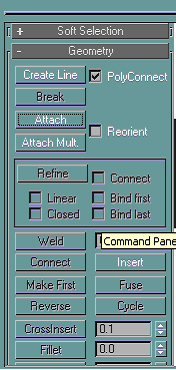 + Soft Selection
- Geometry
Create Line PolyConnect
Break
Attach
Reorient
Attach Mult.
Refine Connect
Linear Bind first
Closed Bind last
Weld Command Pane
Connect Insert
Make First Fuse
Reverse Cycle
CrossInsert 0.1
Fillet 0.0